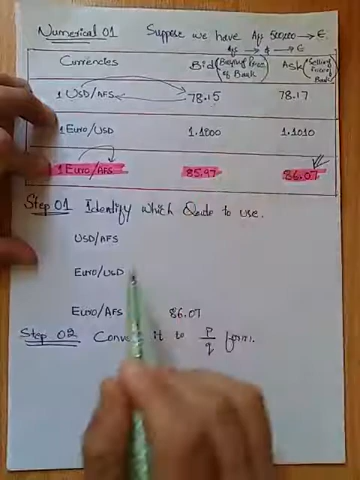 Numerical 01 Suppose we have Afs 500,000 → €.
Afs → $ → €
Currencies Bid (Buying Price of Bank) Ask (Selling Price Bank)
1 USD/AFS 78.15 78.17
1 Euro/USD 1.1000 1.1010
1 Euro/AFS 85.97 86.07
Step 01 Identify which Quote to use.
USD/AFS
Euro/USD
Euro/AFS 86.07
Step 02 it to P/q form.